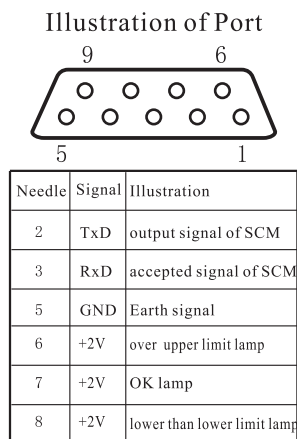 Illustration of Port
9 6
5 1
Needle Signal Illustration
2 TxD output signal of SCM
3 RxD accepted signal of SCM
5 GND Earth signal
6 +2V over upper limit lamp
7 +2V OK lamp
8 +2V lower than lower limit lamp